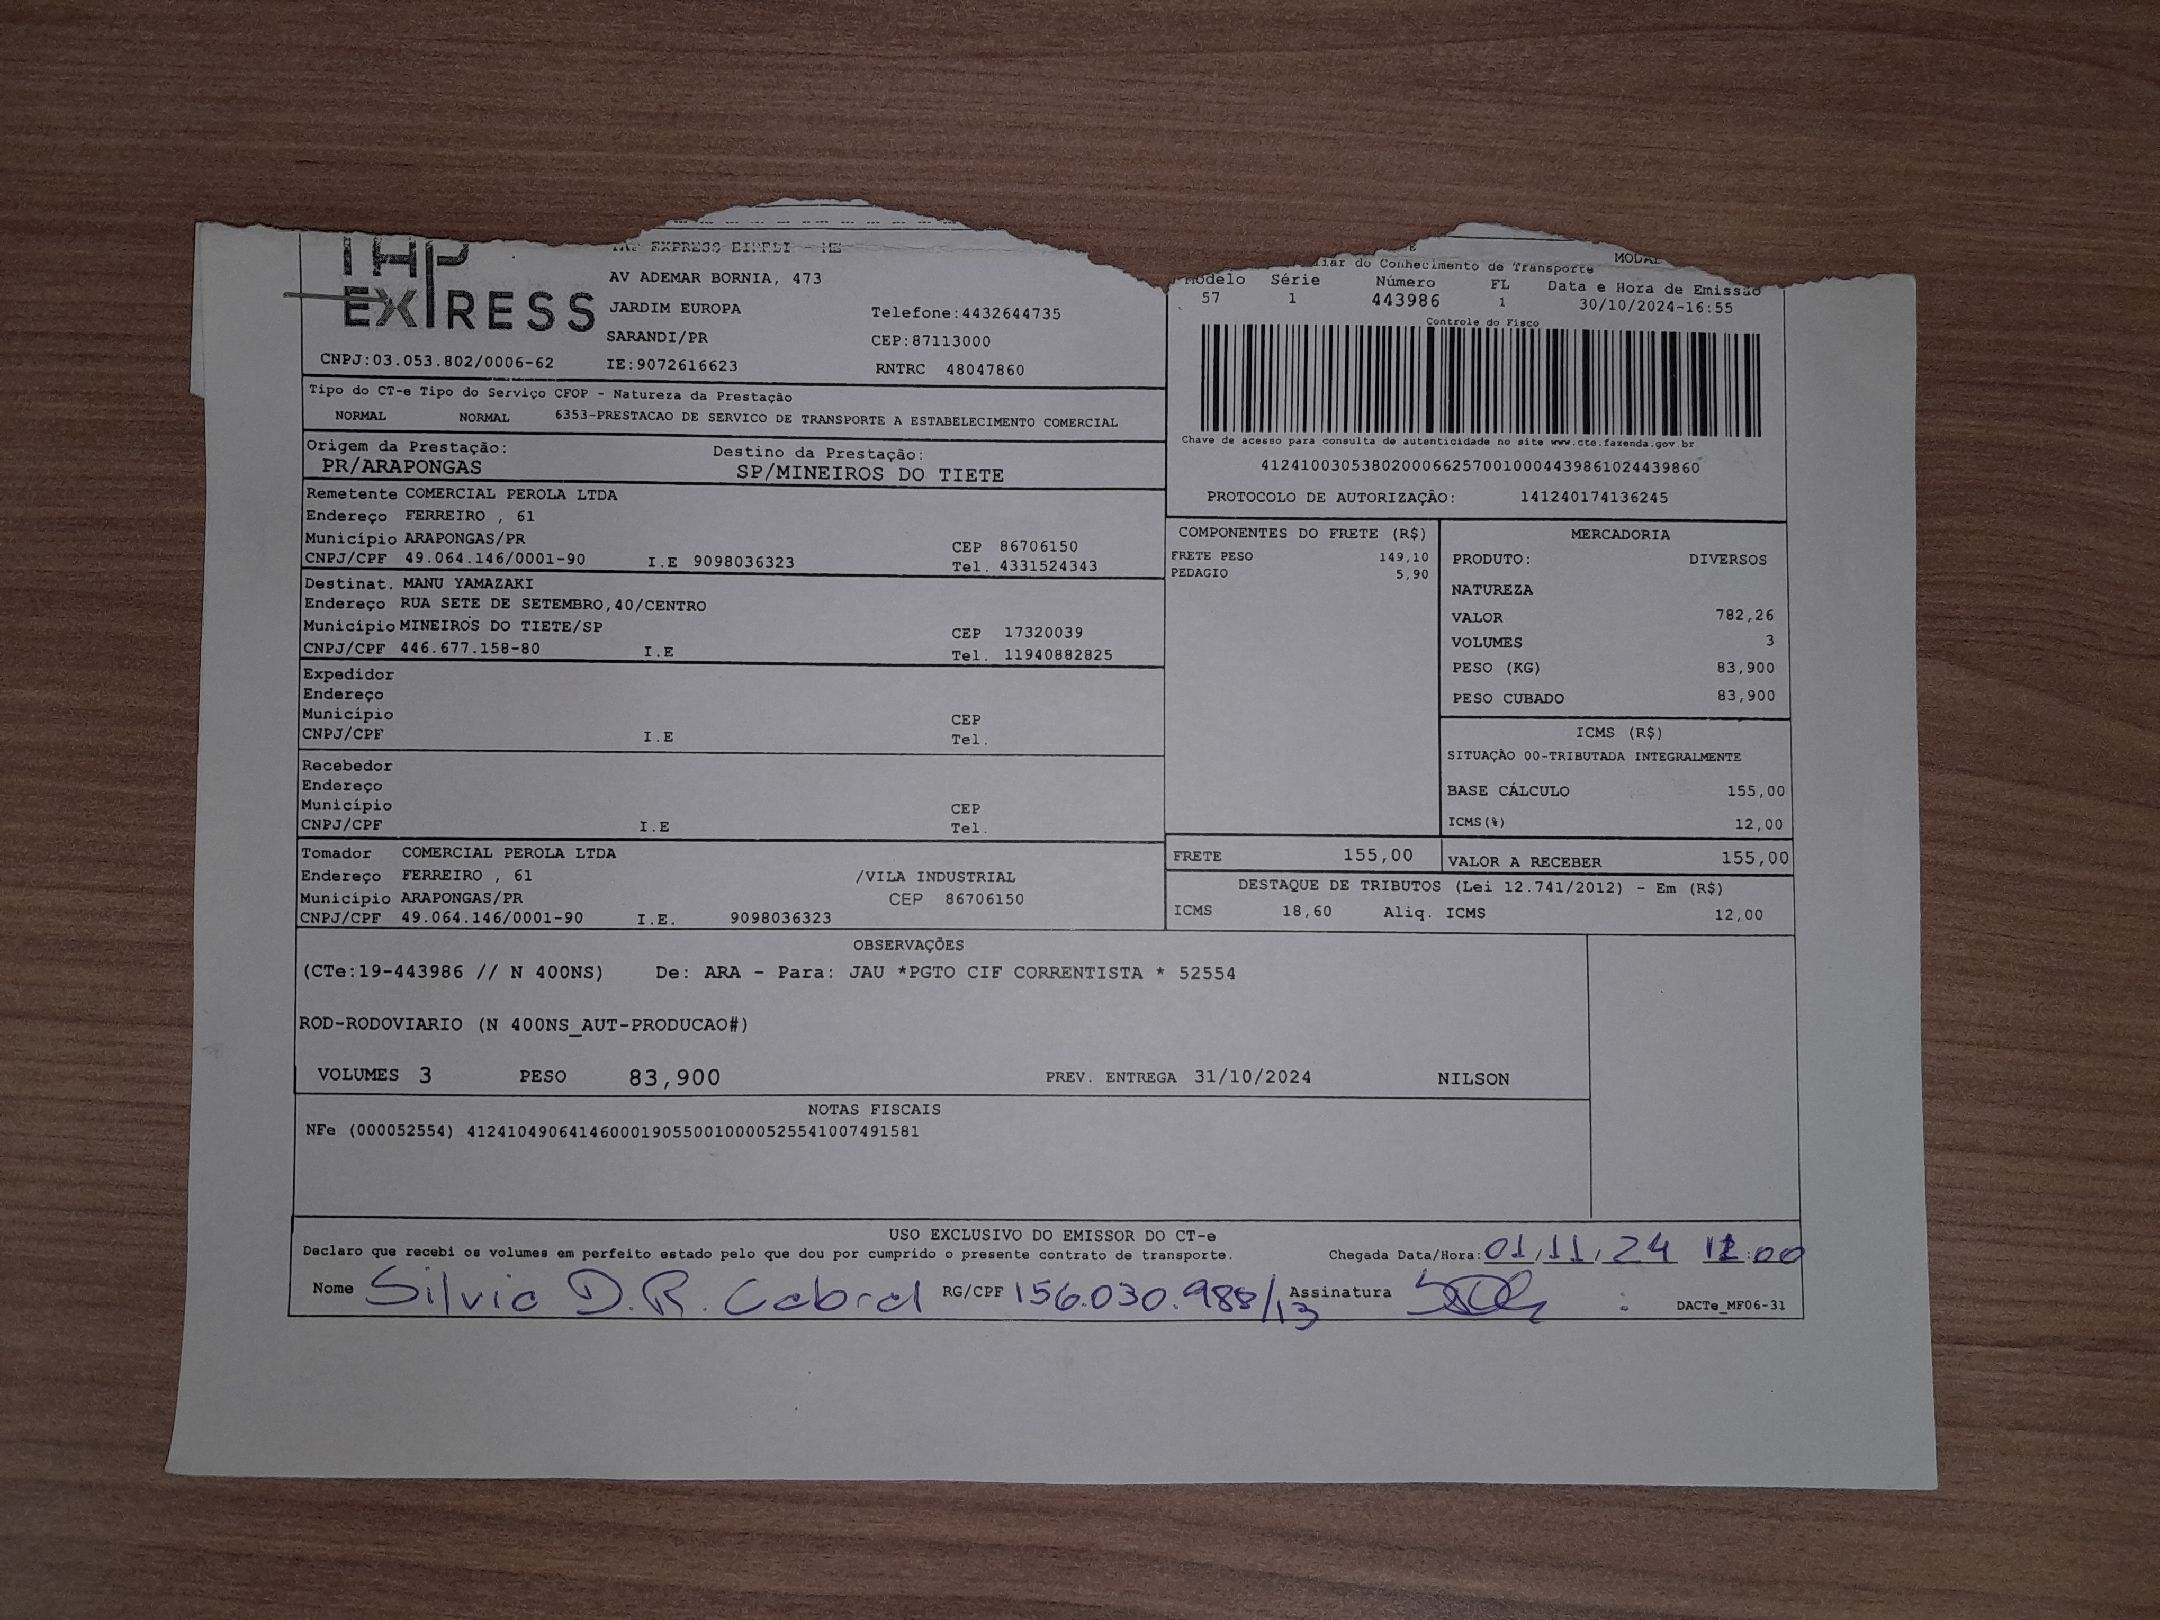 TAP
EXPRESS
EXPRESS EIRELI - ME
AV ADEMAR BORNIA, 473
JARDIM EUROPA Telefone:4432644735
SARANDI/PR CEP:87113000
CNPJ:03.053.802/0006-62 IE:9072616623 RNTRC 48047860
Tipo do CT-e Tipo do Serviço CFOP - Natureza da Prestação
NORMAL NORMAL 6353-PRESTACAO DE SERVICO DE TRANSPORTE A ESTABELECIMENTO COMERCIAL
Origem da Prestação: Destino da Prestação:
PR/ARAPONGAS SP/MINEIROS DO TIETE
Remetente COMERCIAL PEROLA LTDA
Endereço FERREIRO , 61
Município ARAPONGAS/PR CEP 86706150
CNPJ/CPF 49.064.146/0001-90 I.E 9098036323 Tel. 4331524343
Destinat. MANU YAMAZAKI
Endereço RUA SETE DE SETEMBRO,40/CENTRO
Município MINEIROS DO TIETE/SP CEP 17320039
CNPJ/CPF 446.677.158-80 I.E Tel. 11940882825
Expedidor
Endereço
Município CEP
CNPJ/CPF I.E Tel.
Recebedor
Endereço
Município CEP
CNPJ/CPF I.E Tel.
Tomador COMERCIAL PEROLA LTDA
Endereço FERREIRO , 61 /VILA INDUSTRIAL
Município ARAPONGAS/PR CEP 86706150
CNPJ/CPF 49.064.146/0001-90 I.E. 9098036323
do Conhecimento de Transporte
Modelo Série Número FL Data e Hora de Emissão
57 1 443986 1 30/10/2024-16:55
Controle do Fisco
Chave de acesso para consulta de autenticidade no site www.cte.fazenda.gov.br
41241003053802000662570010004439861024439860
PROTOCOLO DE AUTORIZAÇÃO: 141240174136245
COMPONENTES DO FRETE (R$)
FRETE PESO 149,10
PEDAGIO 5,90
MERCADORIA
PRODUTO: DIVERSOS
NATUREZA
VALOR 782,26
VOLUMES 3
PESO (KG) 83,900
PESO CUBADO 83,900
ICMS (R$)
SITUAÇÃO 00-TRIBUTADA INTEGRALMENTE
BASE CÁLCULO 155,00
ICMS(%) 12,00
FRETE 155,00 VALOR A RECEBER 155,00
DESTAQUE DE TRIBUTOS (Lei 12.741/2012) - Em (R$)
ICMS 18,60 Aliq. ICMS 12,00
OBSERVAÇÕES
(CTe:19-443986 // N 400NS) De: ARA - Para: JAU *PGTO CIF CORRENTISTA * 52554
ROD-RODOVIARIO (N 400NS_AUT-PRODUCAO#)
VOLUMES 3 PESO 83,900 PREV. ENTREGA 31/10/2024 NILSON
NOTAS FISCAIS
NFe (000052554) 41241049064146000190550010000525541007491581
USO EXCLUSIVO DO EMISSOR DO CT-e
Declaro que recebi os volumes em perfeito estado pelo que dou por cumprido o presente contrato de transporte. Chegada Data/Hora: 01/11/24 12:00
Nome Silvio D.R. Cabral RG/CPF 156.030.988/13 Assinatura DACTe_MF06-31